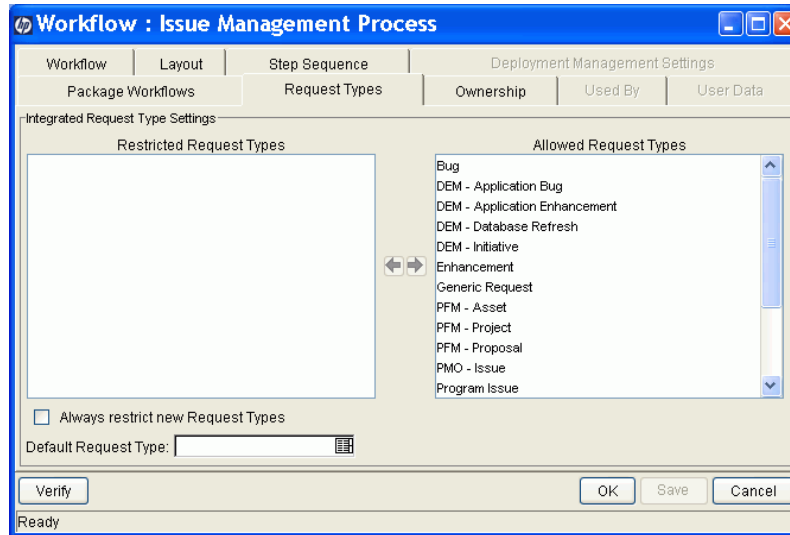 hp Workflow : Issue Management Process
Workflow Layout Step Sequence Deployment Management Settings
Package Workflows Request Types Ownership Used By User Data
Integrated Request Type Settings
Restricted Request Types Allowed Request Types
Bug
DEM - Application Bug
DEM - Application Enhancement
DEM - Database Refresh
DEM - Initiative
Enhancement
Generic Request
PFM - Asset
PFM - Project
PFM - Proposal
PMO - Issue
Program Issue
Always restrict new Request Types
Default Request Type:
Verify OK Save Cancel
Ready